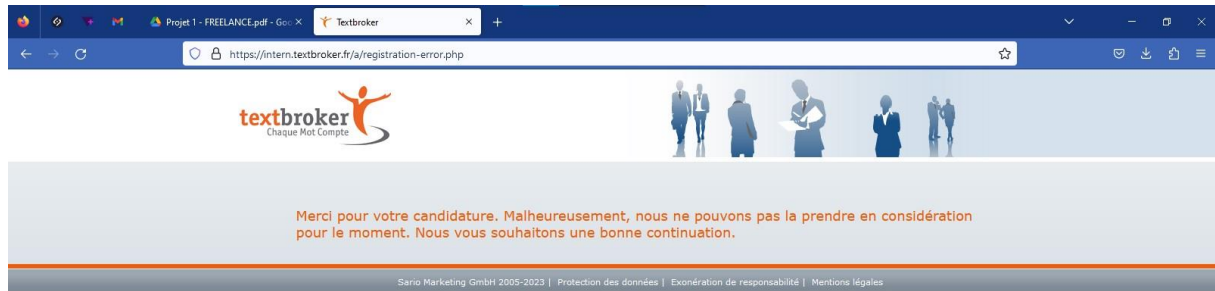 Projet 1 - FREELANCE.pdf - Goo
Textbroker
https://intern.textbroker.fr/a/registration-error.php
textbroker
Chaque Mot Compte
Merci pour votre candidature. Malheureusement, nous ne pouvons pas la prendre en considération
pour le moment. Nous vous souhaitons une bonne continuation.
Sario Marketing GmbH 2005-2023 | Protection des données | Exonération de responsabilité | Mentions légales